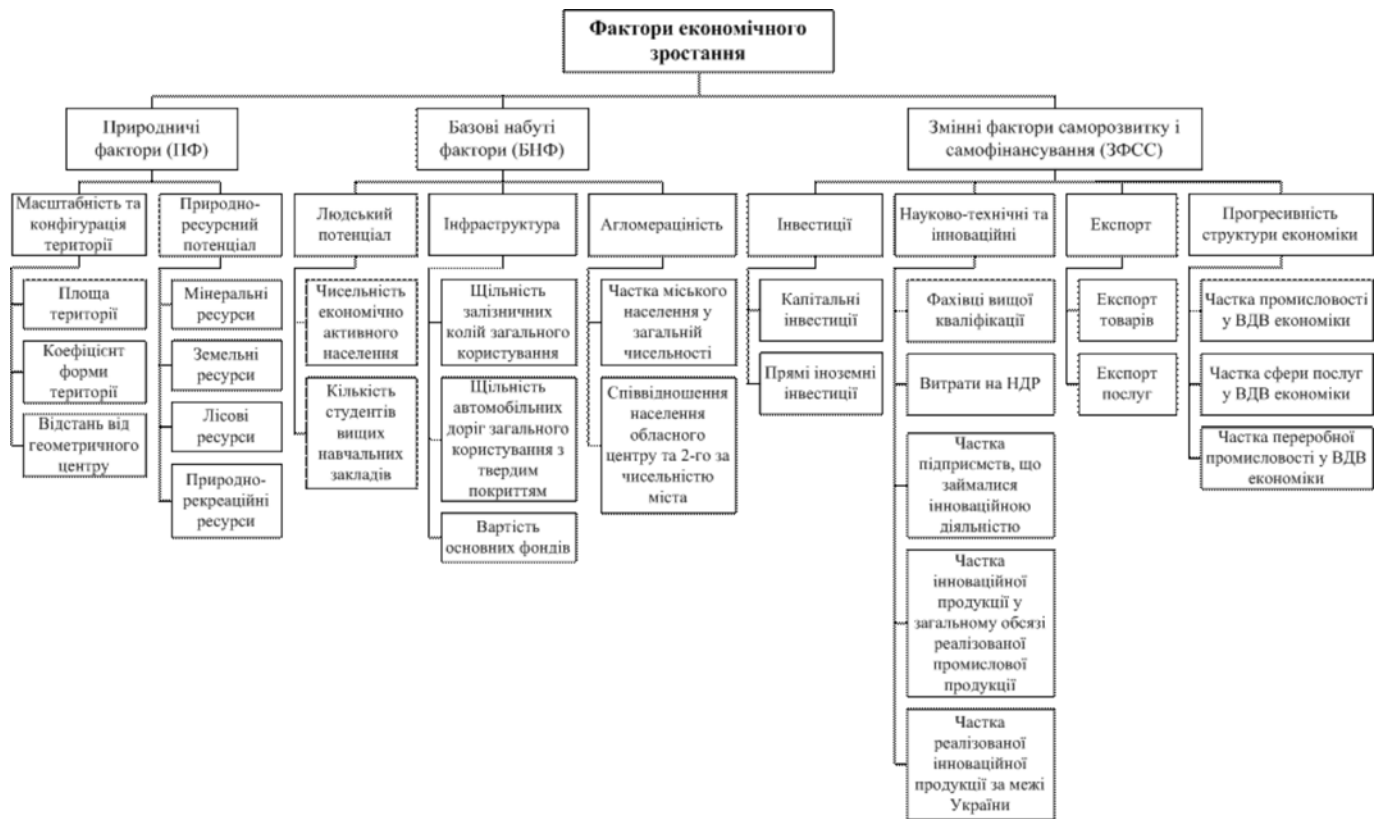 Фактори економічного
зростання
Природничі
фактори (ПФ)
Базові набуті
фактори (БНФ)
Змінні фактори саморозвитку і
самофінансування (ЗФСС)
Масштабність та
конфігурація
території
Природно-
ресурсний
потенціал
Людський
потенціал
Інфраструктура
Агломераціність
Інвестиції
Науково-технічні та
інноваційні
Експорт
Прогресивність
структури економіки
Площа
території
Коефіцієнт
форми
території
Відстань від
геометричного
центру
Мінеральні
ресурси
Земельні
ресурси
Лісові
ресурси
Природно-
рекреаційні
ресурси
Чисельність
економічно
активного
населення
Кількість
студентів
вищих
навчальних
закладів
Щільність
залізничних
колій загального
користування
Щільність
автомобільних
доріг загального
користування з
твердим
покриттям
Вартість
основних фондів
Частка міського
населення у
загальній
чисельності
Співвідношення
населення
обласного
центру та 2-го за
чисельністю
міста
Капітальні
інвестиції
Прямі іноземні
інвестиції
Фахівці вищої
кваліфікації
Витрати на НДР
Частка
підприємств, що
займалися
інноваційною
діяльністю
Частка
інноваційної
продукції у
загальному обсязі
реалізованої
промислової
продукції
Частка
реалізованої
інноваційної
продукції за межі
України
Експорт
товарів
Експорт
послуг
Частка промисловості
у ВДВ економіки
Частка сфери послуг у
ВДВ економіки
Частка переробної
промисловості у ВДВ
економіки